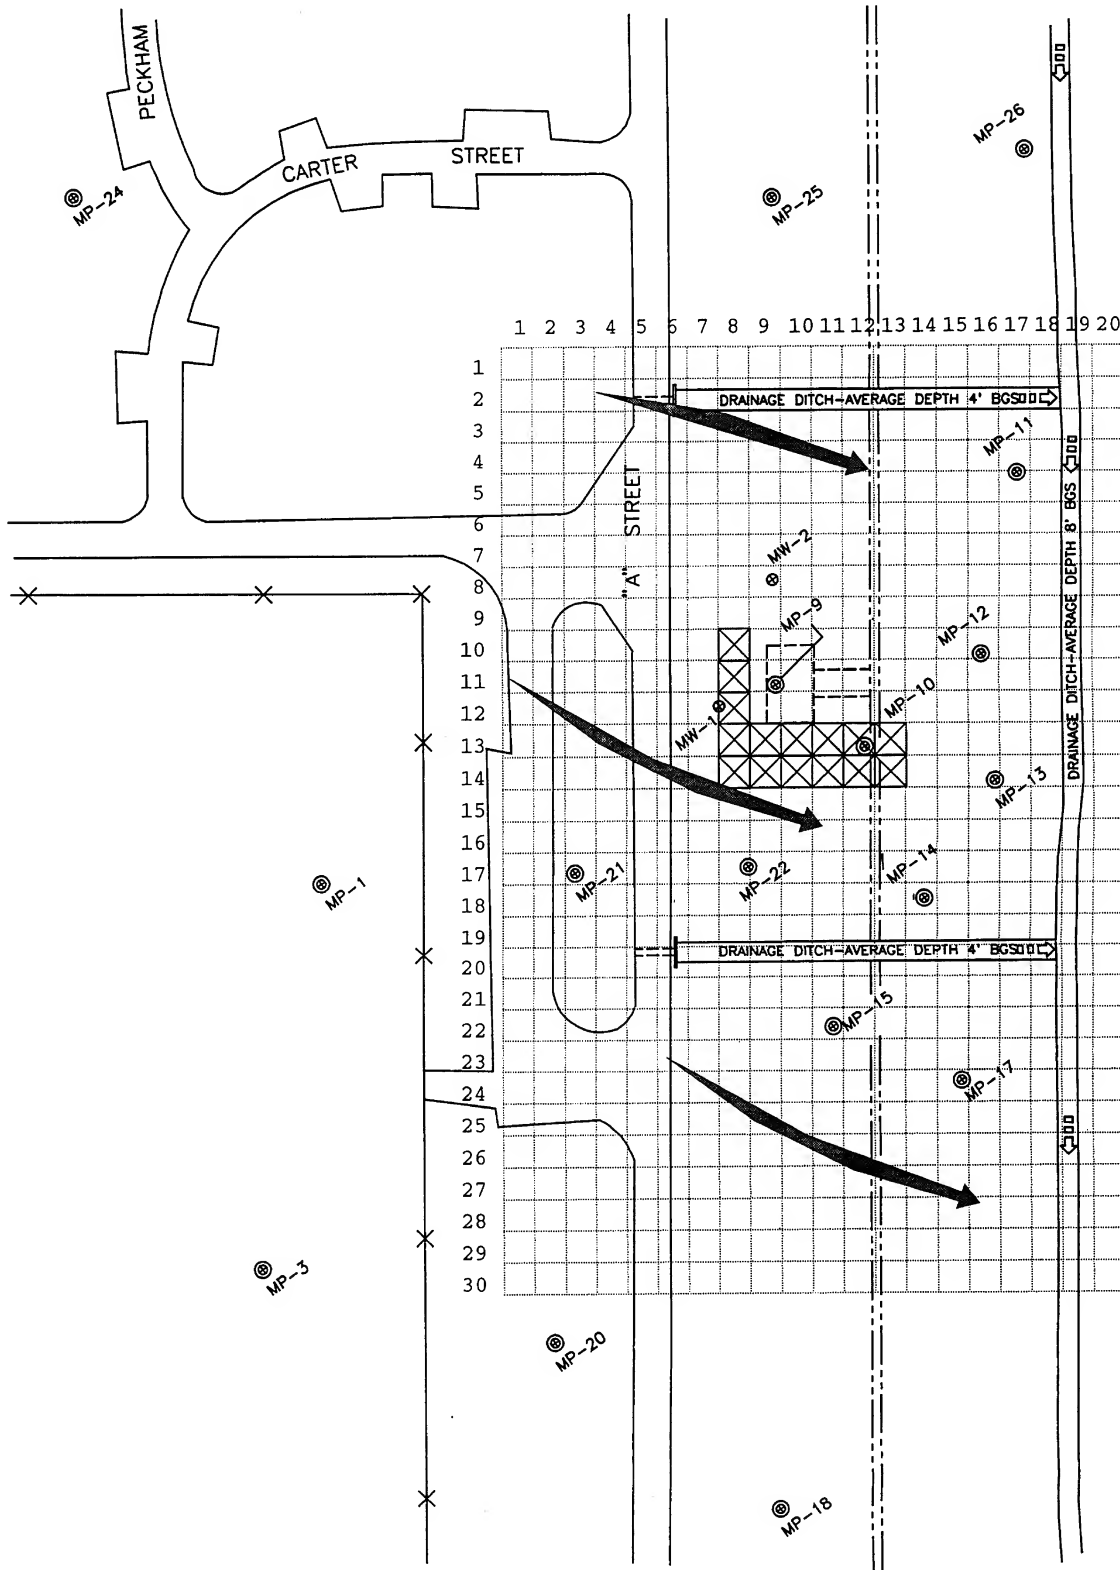 PECKHAM
CARTER STREET
MP-24
MP-25
MP-26
1 2 3 4 5 6 7 8 9 10 11 12 13 14 15 16 17 18 19 20
1
2
3
4
5
6
7
8
9
10
11
12
13
14
15
16
17
18
19
20
21
22
23
24
25
26
27
28
29
30
DRAINAGE DITCH-AVERAGE DEPTH 4' BGS
MP-11
"A" STREET
DRAINAGE DITCH-AVERAGE DEPTH 8' BGS
MW-2
MP-9
MP-12
MP-10
MW-1
MP-13
MP-14
MP-1
MP-21
MP-22
DRAINAGE DITCH-AVERAGE DEPTH 4' BGS
MP-15
MP-17
MP-3
MP-20
MP-18